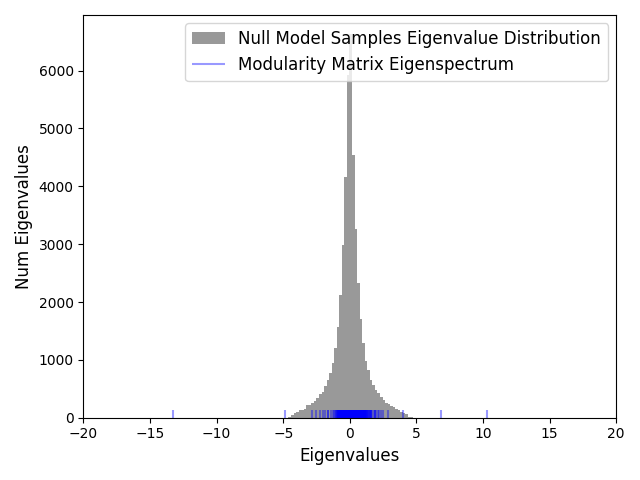 Null Model Samples Eigenvalue Distribution
Modularity Matrix Eigenspectrum
Num Eigenvalues
6000
5000
4000
3000
2000
1000
0
−20 −15 −10 −5 0 5 10 15 20
Eigenvalues